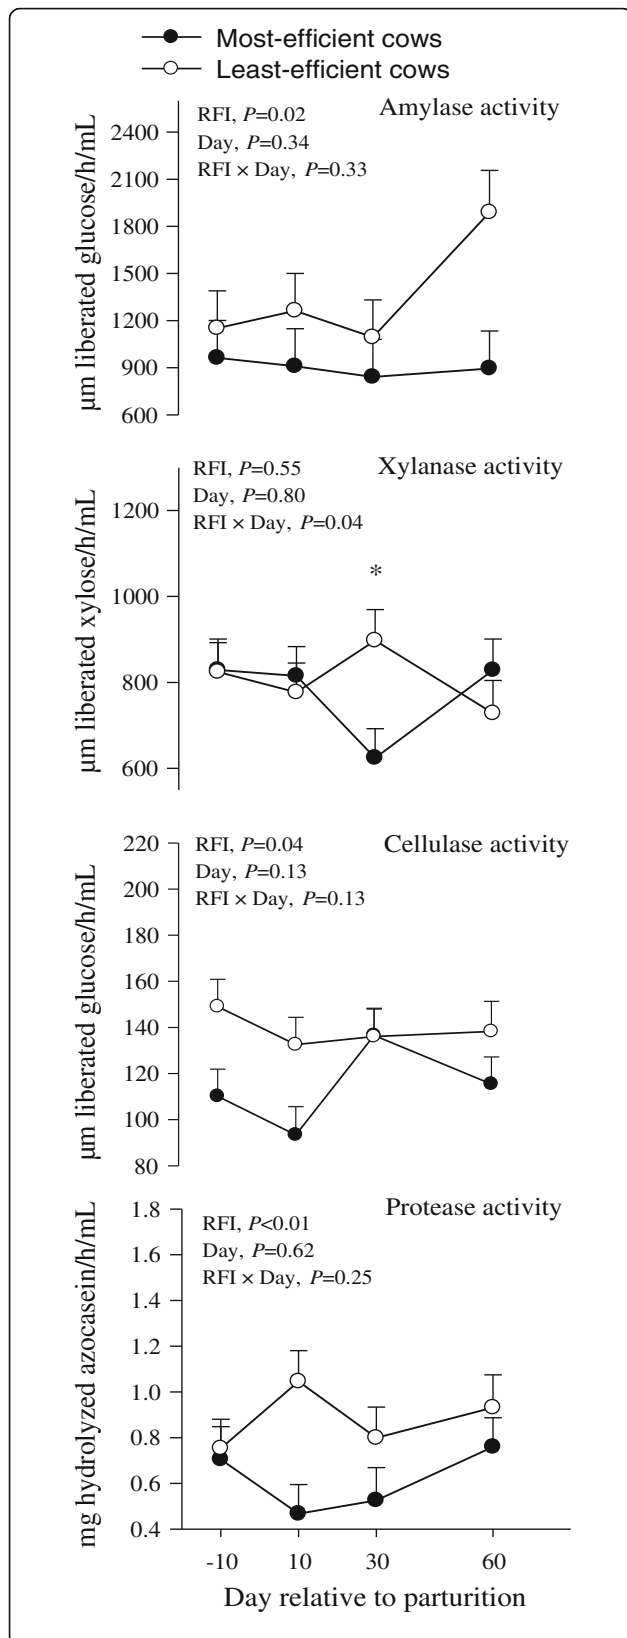 Most-efficient cows
Least-efficient cows
Amylase activity
RFI, P=0.02
Day, P=0.34
RFI × Day, P=0.33
µm liberated glucose/h/mL
2400
2100
1800
1500
1200
900
600
Xylanase activity
RFI, P=0.55
Day, P=0.80
RFI × Day, P=0.04
µm liberated xylose/h/mL
*
1200
1000
800
600
Cellulase activity
RFI, P=0.04
Day, P=0.13
RFI × Day, P=0.13
µm liberated glucose/h/mL
220
200
180
160
140
120
100
80
Protease activity
RFI, P<0.01
Day, P=0.62
RFI × Day, P=0.25
mg hydrolyzed azocasein/h/mL
1.8
1.6
1.4
1.2
1.0
0.8
0.6
0.4
-10 10 30 60
Day relative to parturition